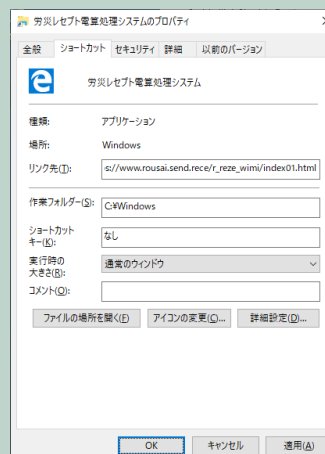 労災レセプト電算処理システムのプロパティ
全般 ショートカット セキュリティ 詳細 以前のバージョン
労災レセプト電算処理システム
種類: アプリケーション
場所: Windows
リンク先(T): s://www.rousai.send.rece/r_reze_wimi/index01.html
作業フォルダー(S): C:¥Windows
ショートカット
キー(K): なし
実行時の
大きさ(R): 通常のウィンドウ
コメント(O):
ファイルの場所を開く(F) アイコンの変更(C)... 詳細設定(D)...
OK キャンセル 適用(A)